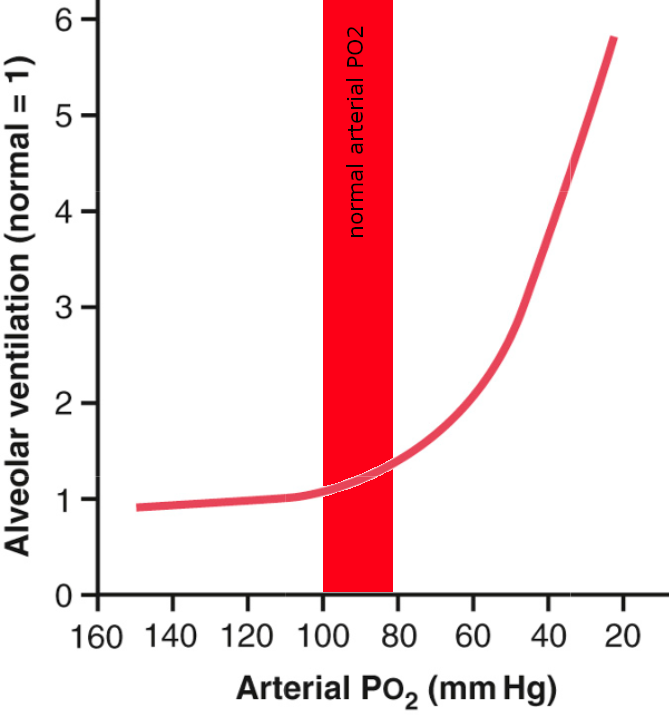 6
5
4
3
2
1
0
Alveolar ventilation (normal = 1)
normal arterial PO2
160 140 120 100 80 60 40 20
Arterial PO₂ (mm Hg)